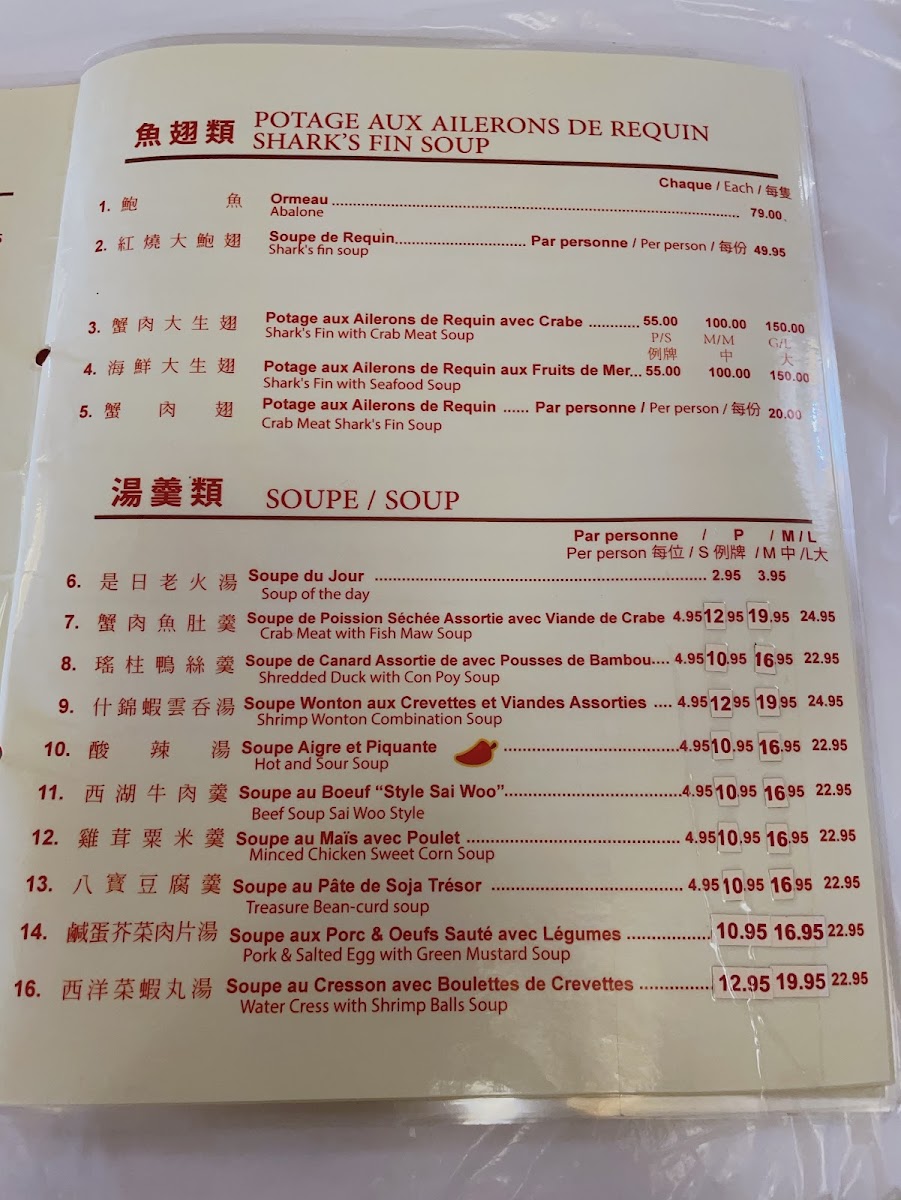 魚翅類 POTAGE AUX AILERONS DE REQUIN
SHARK'S FIN SOUP
Chaque / Each / 每隻
1. 鮑 魚 Ormeau 79.00
Abalone
2. 紅燒大鮑翅 Soupe de Requin Par personne / Per person / 每份 49.95
Shark's fin soup
3. 蟹肉大生翅 Potage aux Ailerons de Requin avec Crabe 55.00 100.00 150.00
Shark's Fin with Crab Meat Soup P/S M/M G/L
例牌 中 大
4. 海鮮大生翅 Potage aux Ailerons de Requin aux Fruits de Mer... 55.00 100.00 150.00
Shark's Fin with Seafood Soup
5. 蟹 肉 翅 Potage aux Ailerons de Requin ...... Par personne / Per person / 每份 20.00
Crab Meat Shark's Fin Soup
湯羹類 SOUPE / SOUP
Par personne / P / M / L
Per person 每位 / S 例牌 / M 中 /L大
6. 是日老火湯 Soupe du Jour 2.95 3.95
Soup of the day
7. 蟹肉魚肚羹 Soupe de Poission Séchée Assortie avec Viande de Crabe 4.95 12.95 19.95 24.95
Crab Meat with Fish Maw Soup
8. 瑤柱鴨絲羹 Soupe de Canard Assortie de avec Pousses de Bambou.... 4.95 10.95 16.95 22.95
Shredded Duck with Con Poy Soup
9. 什錦蝦雲吞湯 Soupe Wonton aux Crevettes et Viandes Assorties .... 4.95 12.95 19.95 24.95
Shrimp Wonton Combination Soup
10. 酸 辣 湯 Soupe Aigre et Piquante 4.95 10.95 16.95 22.95
Hot and Sour Soup
11. 西湖牛肉羹 Soupe au Boeuf “Style Sai Woo” 4.95 10.95 16.95 22.95
Beef Soup Sai Woo Style
12. 雞茸粟米羹 Soupe au Maïs avec Poulet 4.95 10.95 16.95 22.95
Minced Chicken Sweet Corn Soup
13. 八寶豆腐羹 Soupe au Pâte de Soja Trésor 4.95 10.95 16.95 22.95
Treasure Bean-curd soup
14. 鹹蛋芥菜肉片湯 Soupe aux Porc & Oeufs Sauté avec Légumes 10.95 16.95 22.95
Pork & Salted Egg with Green Mustard Soup
16. 西洋菜蝦丸湯 Soupe au Cresson avec Boulettes de Crevettes 12.95 19.95 22.95
Water Cress with Shrimp Balls Soup